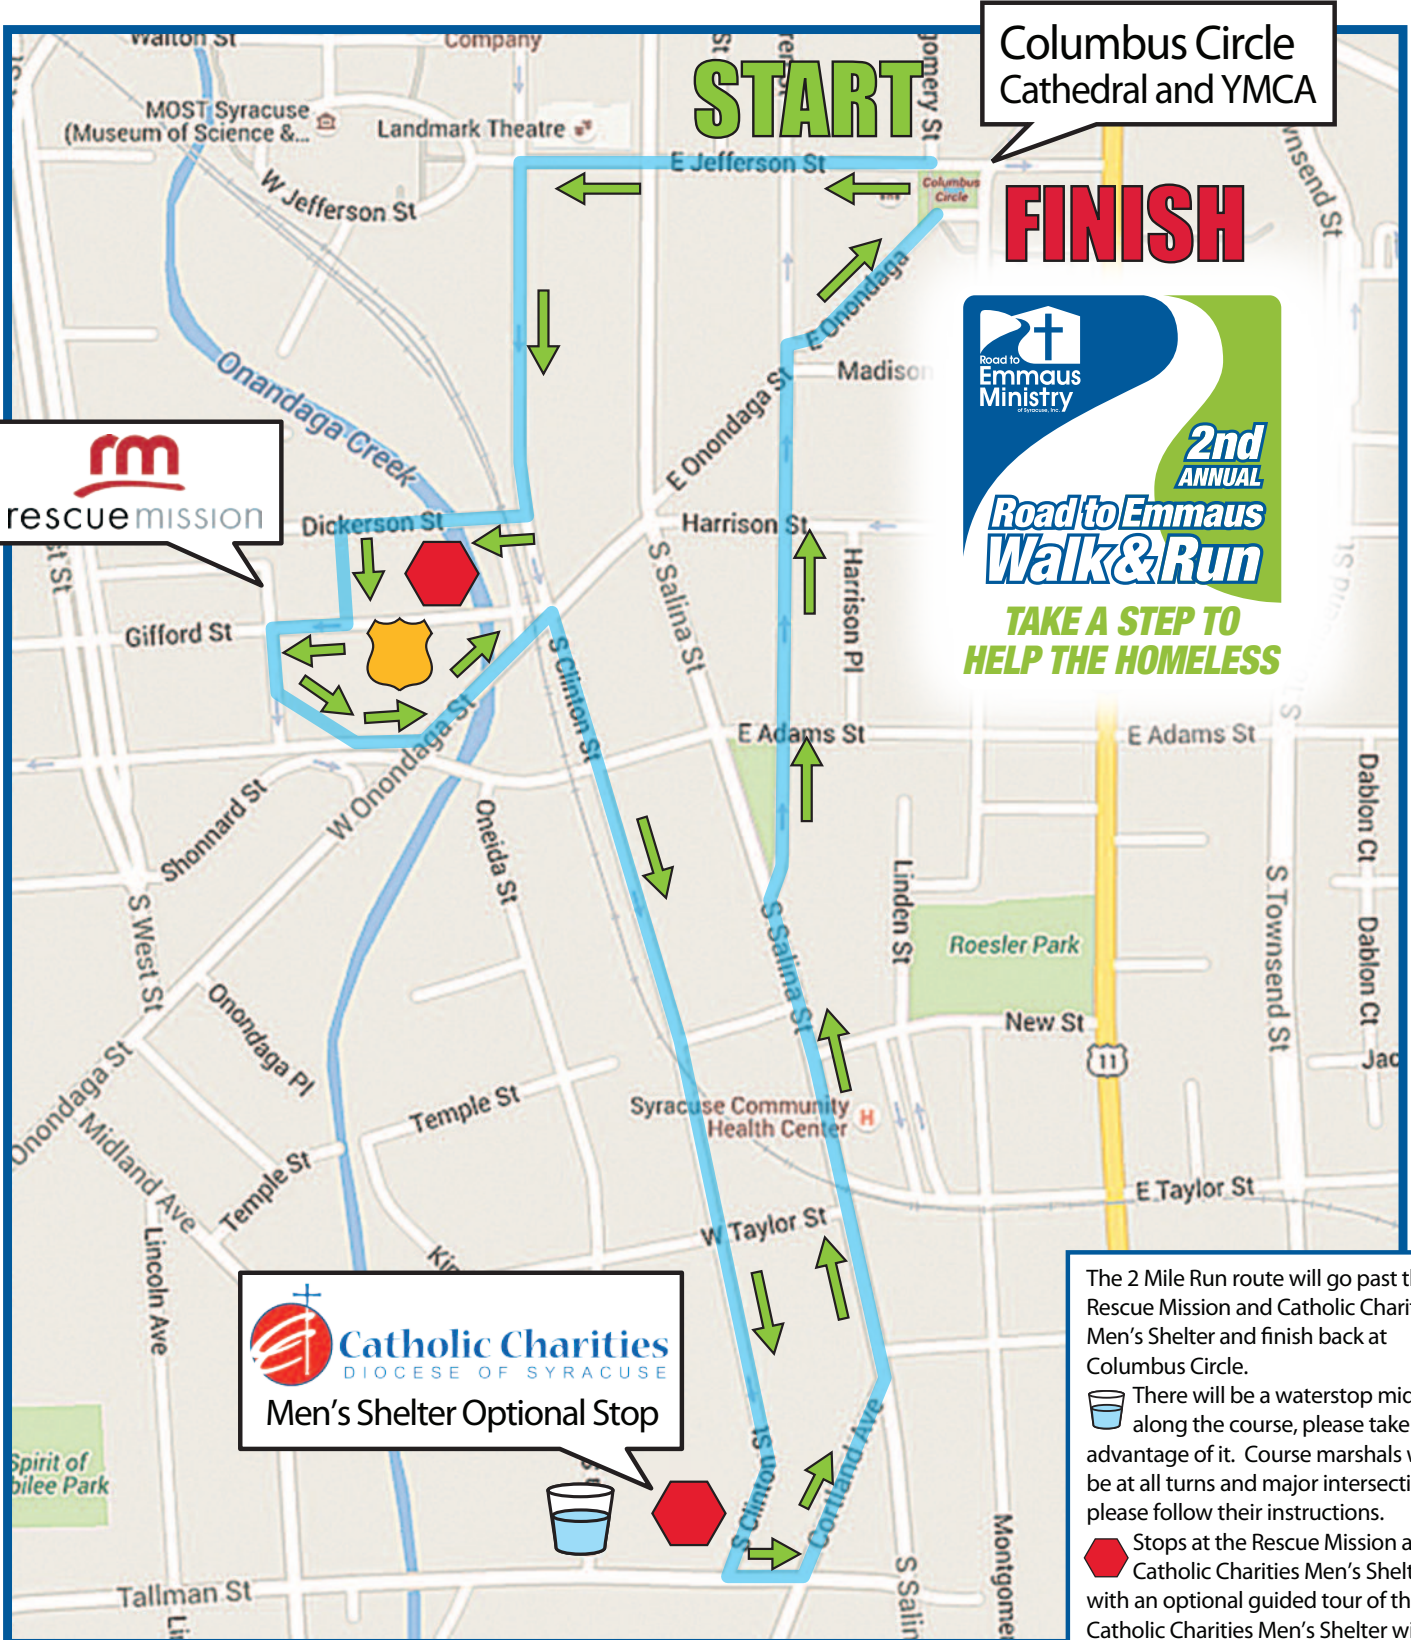 Walton St
Company
START
Columbus Circle
Cathedral and YMCA
MOST Syracuse
(Museum of Science &...
Landmark Theatre
E Jefferson St
W Jefferson St
Columbus
Circle
FINISH
E Onondaga
Madison
Onandaga Creek
E Onondaga St
Road to
Emmaus
Ministry
of Syracuse, Inc.
2nd
ANNUAL
Road to Emmaus
Walk & Run
TAKE A STEP TO
HELP THE HOMELESS
rm
rescue mission
Dickerson St
Harrison St
Harrison Pl
S Salina St
Gifford St
S Clinton St
E Adams St
E Adams St
W Onondaga St
Shonnard St
Oneida St
Dablon Ct
Linden St
S Townsend St
S West St
Roesler Park
Dablon Ct
S Salina St
Onondaga Pl
New St
11
Jac
Onondaga St
Midland Ave
Temple St
Temple St
Syracuse Community
Health Center
H
E Taylor St
W Taylor St
Lincoln Ave
Catholic Charities
DIOCESE OF SYRACUSE
Men's Shelter Optional Stop
Spirit of
S Clinton St
Cortland Ave
Tallman St
The 2 Mile Run route will go past
Rescue Mission and Catholic
Men's Shelter and finish back at
Columbus Circle.
There will be a waterstop
along the course, please take
advantage of it. Course marshals
be at all turns and major
please follow their instructions.
Stops at the Rescue Mission
Catholic Charities Men's
with an optional guided tour of
Catholic Charities Men's Shelter